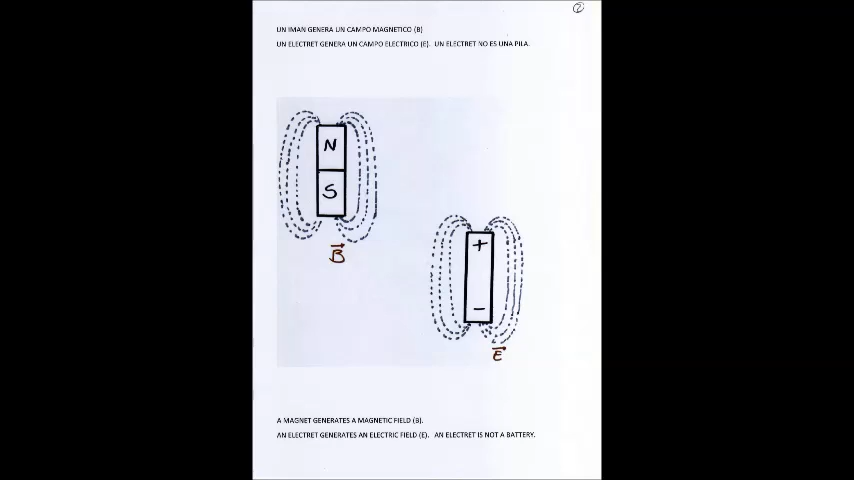 2
UN IMAN GENERA UN CAMPO MAGNETICO (B)
UN ELECTRET GENERA UN CAMPO ELECTRICO (E). UN ELECTRET NO ES UNA PILA.
N
S
B
+
-
E
A MAGNET GENERATES A MAGNETIC FIELD (B).
AN ELECTRET GENERATES AN ELECTRIC FIELD (E). AN ELECTRET IS NOT A BATTERY.